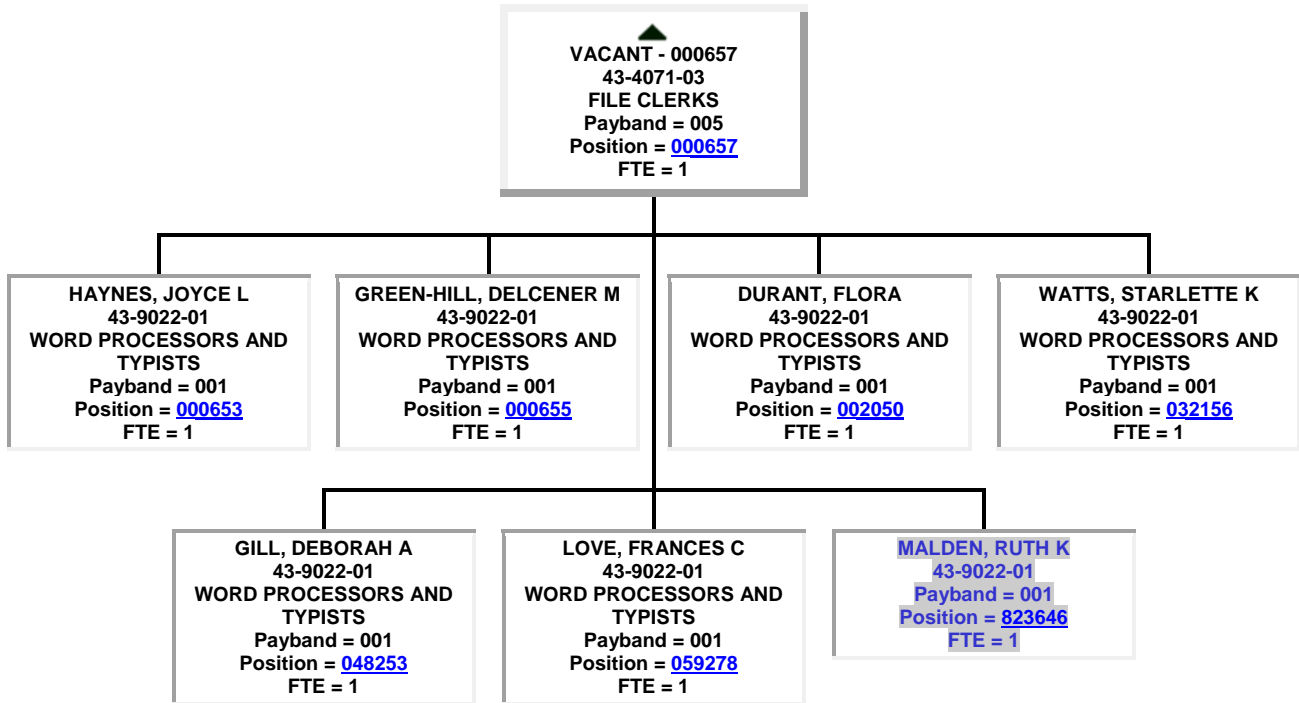 VACANT - 000657
43-4071-03
FILE CLERKS
Payband = 005
Position = 000657
FTE = 1
HAYNES, JOYCE L
43-9022-01
WORD PROCESSORS AND
TYPISTS
Payband = 001
Position = 000653
FTE = 1
GREEN-HILL, DELCENER M
43-9022-01
WORD PROCESSORS AND
TYPISTS
Payband = 001
Position = 000655
FTE = 1
DURANT, FLORA
43-9022-01
WORD PROCESSORS AND
TYPISTS
Payband = 001
Position = 002050
FTE = 1
WATTS, STARLETTE K
43-9022-01
WORD PROCESSORS AND
TYPISTS
Payband = 001
Position = 032156
FTE = 1
GILL, DEBORAH A
43-9022-01
WORD PROCESSORS AND
TYPISTS
Payband = 001
Position = 048253
FTE = 1
LOVE, FRANCES C
43-9022-01
WORD PROCESSORS AND
TYPISTS
Payband = 001
Position = 059278
FTE = 1
MALDEN, RUTH K
43-9022-01
Payband = 001
Position = 823646
FTE = 1